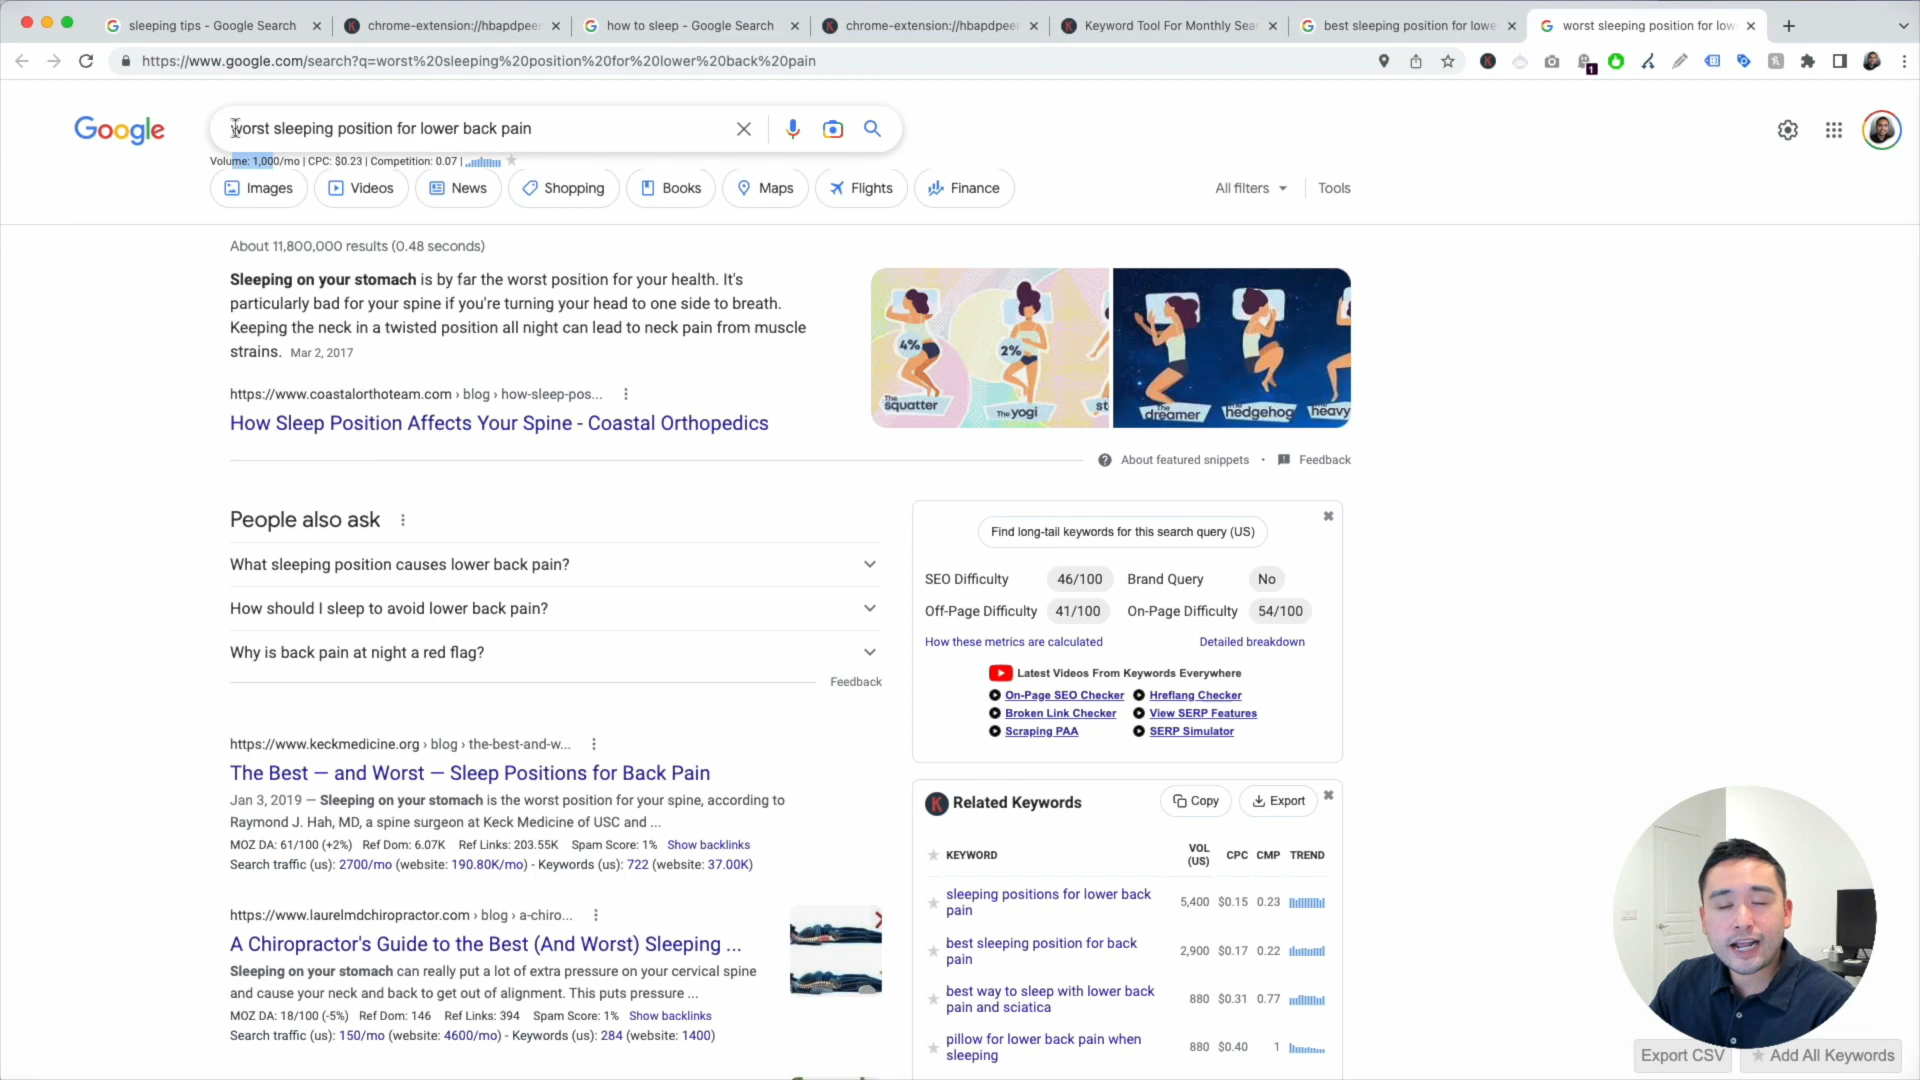 sleeping tips - Google Search
chrome-extension://hbapdpeer
how to sleep - Google Search
chrome-extension://hbapdpeer
Keyword Tool For Monthly Sea
best sleeping position for lowe
worst sleeping position for low
https://www.google.com/search?q=worst%20sleeping%20position%20for%20lower%20back%20pain
1
Google
worst sleeping position for lower back pain
Volume: 1,000/mo | CPC: $0.23 | Competition: 0.07 |
Images
Videos
News
Shopping
Books
Maps
Flights
Finance
All filters
Tools
About 11,800,000 results (0.48 seconds)
Sleeping on your stomach is by far the worst position for your health. It's
particularly bad for your spine if you're turning your head to one side to breath.
Keeping the neck in a twisted position all night can lead to neck pain from muscle
strains. Mar 2, 2017
4%
The squatter
2%
The yogi
st
The dreamer
The hedgehog
heavy
https://www.coastalorthoteam.com › blog › how-sleep-pos...
How Sleep Position Affects Your Spine - Coastal Orthopedics
About featured snippets • Feedback
People also ask
What sleeping position causes lower back pain?
How should I sleep to avoid lower back pain?
Why is back pain at night a red flag?
Feedback
Find long-tail keywords for this search query (US)
SEO Difficulty 46/100 Brand Query No
Off-Page Difficulty 41/100 On-Page Difficulty 54/100
How these metrics are calculated Detailed breakdown
Latest Videos From Keywords Everywhere
On-Page SEO Checker Hreflang Checker
Broken Link Checker View SERP Features
Scraping PAA SERP Simulator
https://www.keckmedicine.org › blog › the-best-and-w...
The Best — and Worst — Sleep Positions for Back Pain
Jan 3, 2019 — Sleeping on your stomach is the worst position for your spine, according to
Raymond J. Hah, MD, a spine surgeon at Keck Medicine of USC and ...
MOZ DA: 61/100 (+2%) Ref Dom: 6.07K Ref Links: 203.55K Spam Score: 1% Show backlinks
Search traffic (us): 2700/mo (website: 190.80K/mo) - Keywords (us): 722 (website: 37.00K)
https://www.laurelmdchiropractor.com › blog › a-chiro...
A Chiropractor's Guide to the Best (And Worst) Sleeping ...
Sleeping on your stomach can really put a lot of extra pressure on your cervical spine
and cause your neck and back to get out of alignment. This puts pressure ...
MOZ DA: 18/100 (-5%) Ref Dom: 146 Ref Links: 394 Spam Score: 1% Show backlinks
Search traffic (us): 150/mo (website: 4600/mo) - Keywords (us): 284 (website: 1400)
K Related Keywords
Copy
Export
KEYWORD VOL (US) CPC CMP TREND
sleeping positions for lower back pain 5,400 $0.15 0.23
best sleeping position for back pain 2,900 $0.17 0.22
best way to sleep with lower back pain and sciatica 880 $0.31 0.77
pillow for lower back pain when sleeping 880 $0.40 1
Export CSV
Add All Keywords